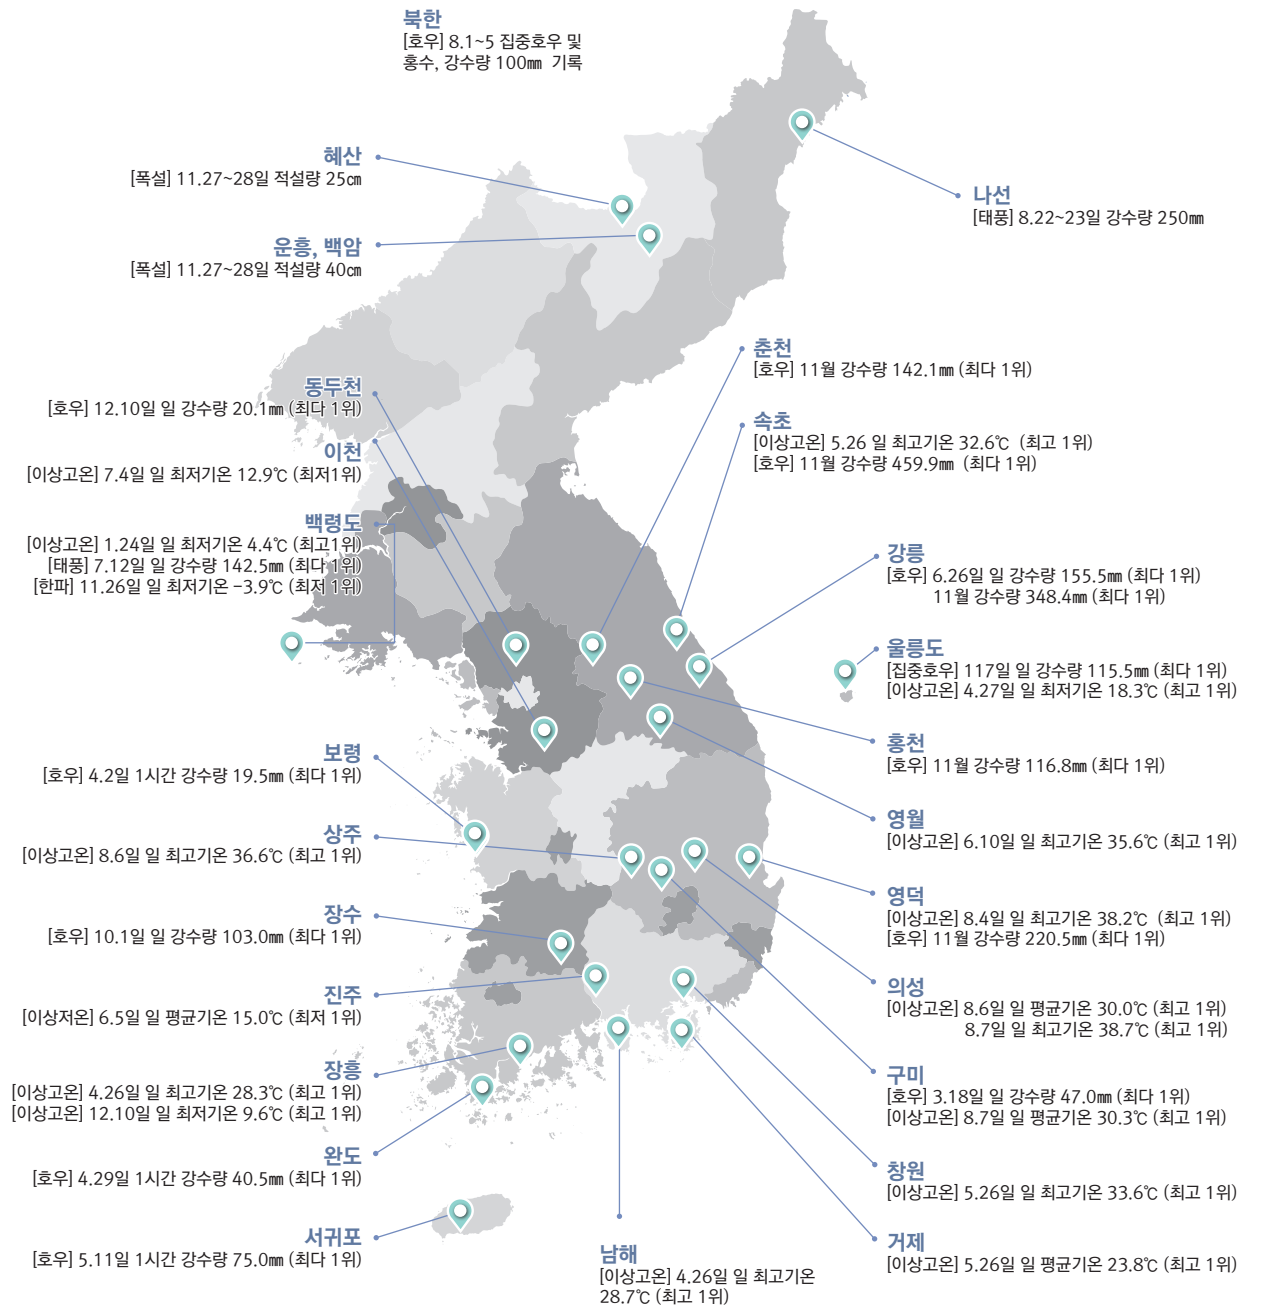 북한
[호우] 8.1~5 집중호우 및
홍수, 강수량 100㎜ 기록
혜산
[폭설] 11.27~28일 적설량 25㎝
운흥, 백암
[폭설] 11.27~28일 적설량 40㎝
동두천
[호우] 12.10일 일 강수량 20.1㎜ (최다 1위)
이천
[이상고온] 7.4일 일 최저기온 12.9℃ (최저1위)
백령도
[이상고온] 1.24일 일 최저기온 4.4℃ (최고1위)
[태풍] 7.12일 일 강수량 142.5㎜ (최다 1위)
[한파] 11.26일 일 최저기온 -3.9℃ (최저 1위)
보령
[호우] 4.2일 1시간 강수량 19.5㎜ (최다 1위)
상주
[이상고온] 8.6일 일 최고기온 36.6℃ (최고 1위)
장수
[호우] 10.1일 일 강수량 103.0㎜ (최다 1위)
진주
[이상저온] 6.5일 일 평균기온 15.0℃ (최저 1위)
장흥
[이상고온] 4.26일 일 최고기온 28.3℃ (최고 1위)
[이상고온] 12.10일 일 최저기온 9.6℃ (최고 1위)
완도
[호우] 4.29일 1시간 강수량 40.5㎜ (최다 1위)
서귀포
[호우] 5.11일 1시간 강수량 75.0㎜ (최다 1위)
나선
[태풍] 8.22~23일 강수량 250㎜
춘천
[호우] 11월 강수량 142.1㎜ (최다 1위)
속초
[이상고온] 5.26 일 최고기온 32.6℃ (최고 1위)
[호우] 11월 강수량 459.9㎜ (최다 1위)
강릉
[호우] 6.26일 일 강수량 155.5㎜ (최다 1위)
11월 강수량 348.4㎜ (최다 1위)
울릉도
[집중호우] 117일 일 강수량 115.5㎜ (최다 1위)
[이상고온] 4.27일 일 최저기온 18.3℃ (최고 1위)
홍천
[호우] 11월 강수량 116.8㎜ (최다 1위)
영월
[이상고온] 6.10일 일 최고기온 35.6℃ (최고 1위)
영덕
[이상고온] 8.4일 일 최고기온 38.2℃ (최고 1위)
[호우] 11월 강수량 220.5㎜ (최다 1위)
의성
[이상고온] 8.6일 일 평균기온 30.0℃ (최고 1위)
8.7일 일 최고기온 38.7℃ (최고 1위)
구미
[호우] 3.18일 일 강수량 47.0㎜ (최다 1위)
[이상고온] 8.7일 일 평균기온 30.3℃ (최고 1위)
창원
[이상고온] 5.26일 일 최고기온 33.6℃ (최고 1위)
거제
[이상고온] 5.26일 일 평균기온 23.8℃ (최고 1위)
남해
[이상고온] 4.26일 일 최고기온
28.7℃ (최고 1위)